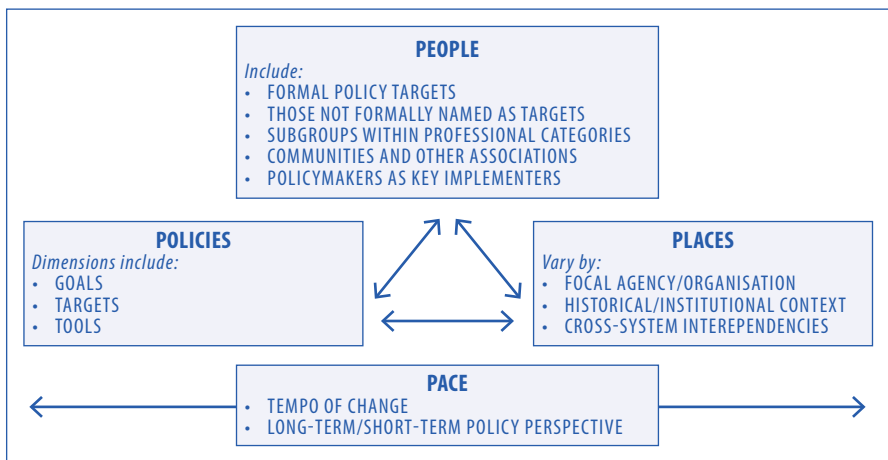 PEOPLE
Include:
• FORMAL POLICY TARGETS
• THOSE NOT FORMALLY NAMED AS TARGETS
• SUBGROUPS WITHIN PROFESSIONAL CATEGORIES
• COMMUNITIES AND OTHER ASSOCIATIONS
• POLICYMAKERS AS KEY IMPLEMENTERS
POLICIES
Dimensions include:
• GOALS
• TARGETS
• TOOLS
PLACES
Vary by:
• FOCAL AGENCY/ORGANISATION
• HISTORICAL/INSTITUTIONAL CONTEXT
• CROSS-SYSTEM INTEREPENDENCIES
PACE
• TEMPO OF CHANGE
• LONG-TERM/SHORT-TERM POLICY PERSPECTIVE